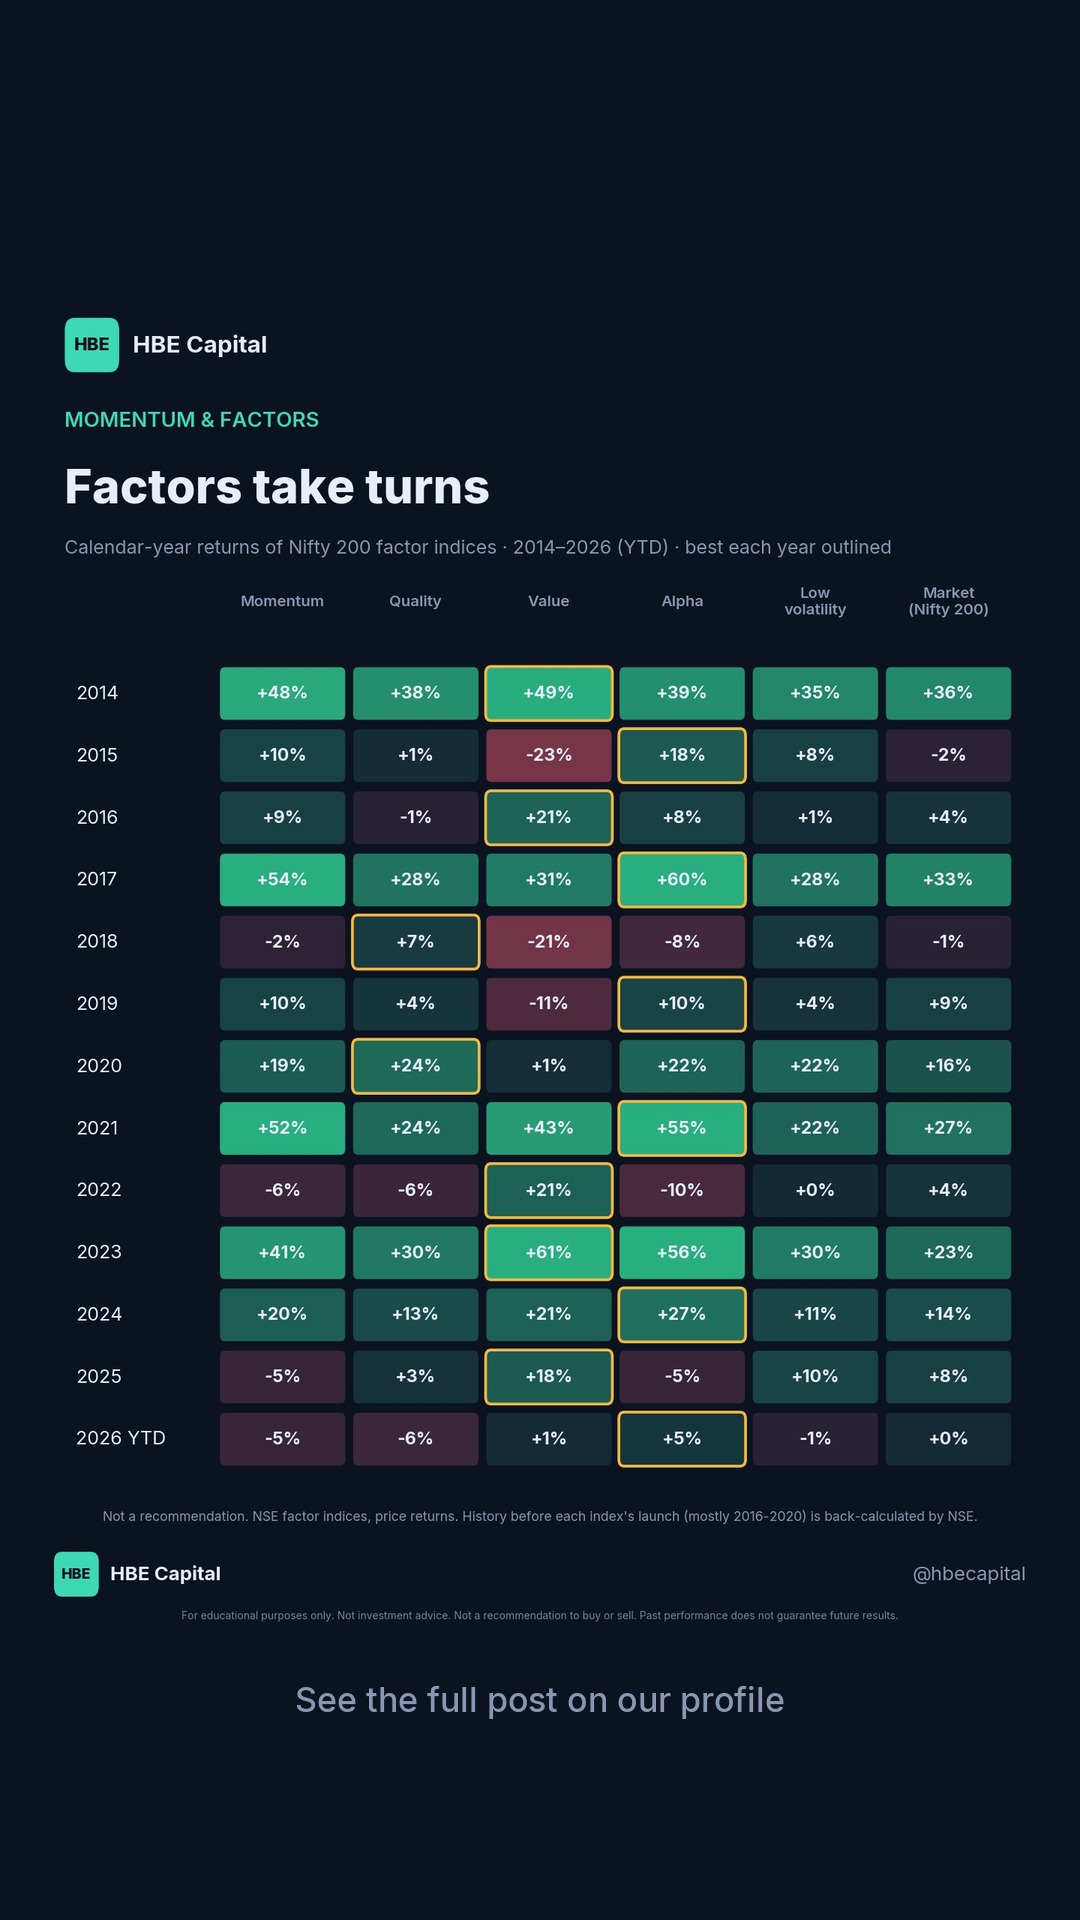 HBE HBE Capital
MOMENTUM & FACTORS
Factors take turns
Calendar-year returns of Nifty 200 factor indices · 2014–2026 (YTD) · best each year outlined
Momentum Quality Value Alpha Low volatility Market (Nifty 200)
2014 +48% +38% +49% +39% +35% +36%
2015 +10% +1% -23% +18% +8% -2%
2016 +9% -1% +21% +8% +1% +4%
2017 +54% +28% +31% +60% +28% +33%
2018 -2% +7% -21% -8% +6% -1%
2019 +10% +4% -11% +10% +4% +9%
2020 +19% +24% +1% +22% +22% +16%
2021 +52% +24% +43% +55% +22% +27%
2022 -6% -6% +21% -10% +0% +4%
2023 +41% +30% +61% +56% +30% +23%
2024 +20% +13% +21% +27% +11% +14%
2025 -5% +3% +18% -5% +10% +8%
2026 YTD -5% -6% +1% +5% -1% +0%
Not a recommendation. NSE factor indices, price returns. History before each index's launch (mostly 2016-2020) is back-calculated by NSE.
HBE HBE Capital @hbecapital
For educational purposes only. Not investment advice. Not a recommendation to buy or sell. Past performance does not guarantee future results.
See the full post on our profile